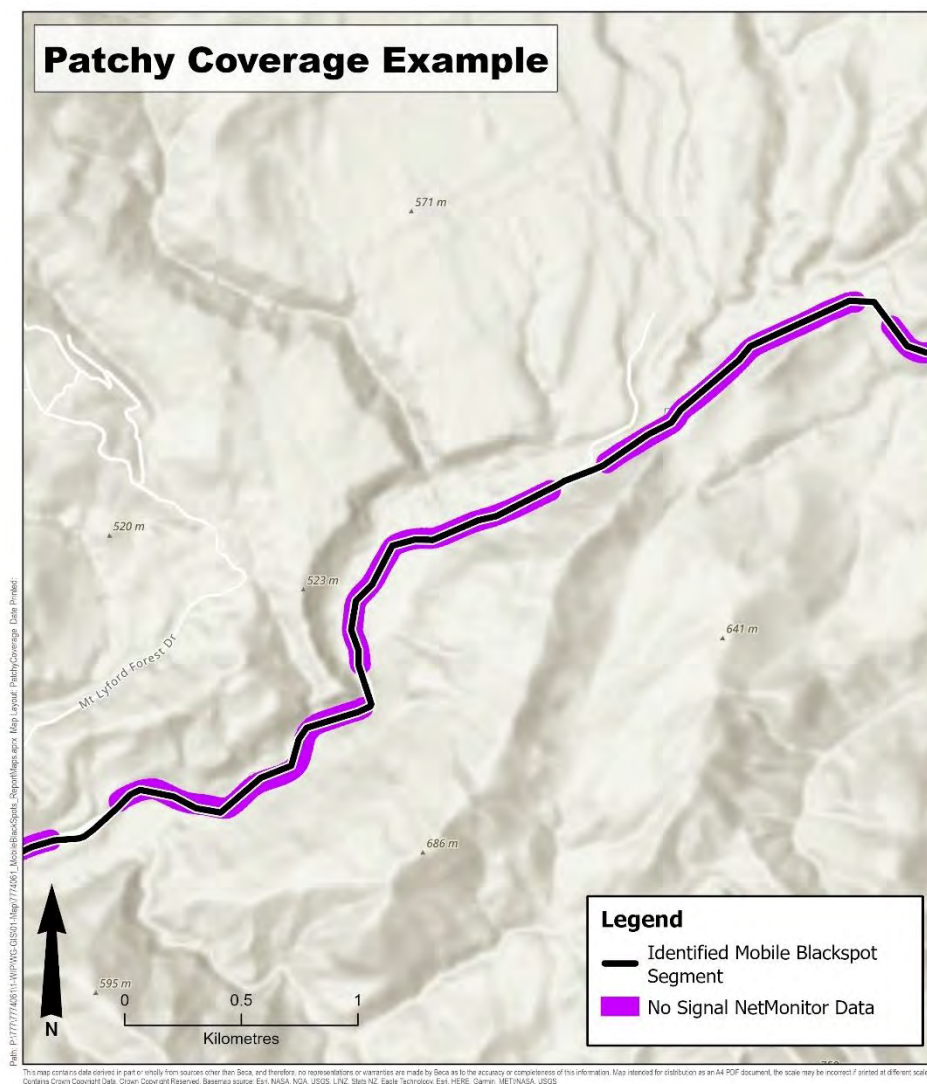 Patchy Coverage Example
571 m
520 m
523 m
641 m
Mt Lyford Forest Dr
686 m
595 m
0 0.5 1
Kilometres
N
Legend
Identified Mobile Blackspot
Segment
No Signal NetMonitor Data
This map contains data derived in part or wholly from sources other than Beca, and therefore, no representations or warranties are made by Beca as to the accuracy or completeness of this information. Map intended for distribution as an A4 PDF document, the scale may be incorrect if printed at different scale
Contains Crown Copyright Data. Crown Copyright Reserved. Basemap source: Esri, NASA, NGA, USGS, LINZ, Stats NZ, Eagle Technology, Esri, HERE, Garmin, METI/NASA, USGS